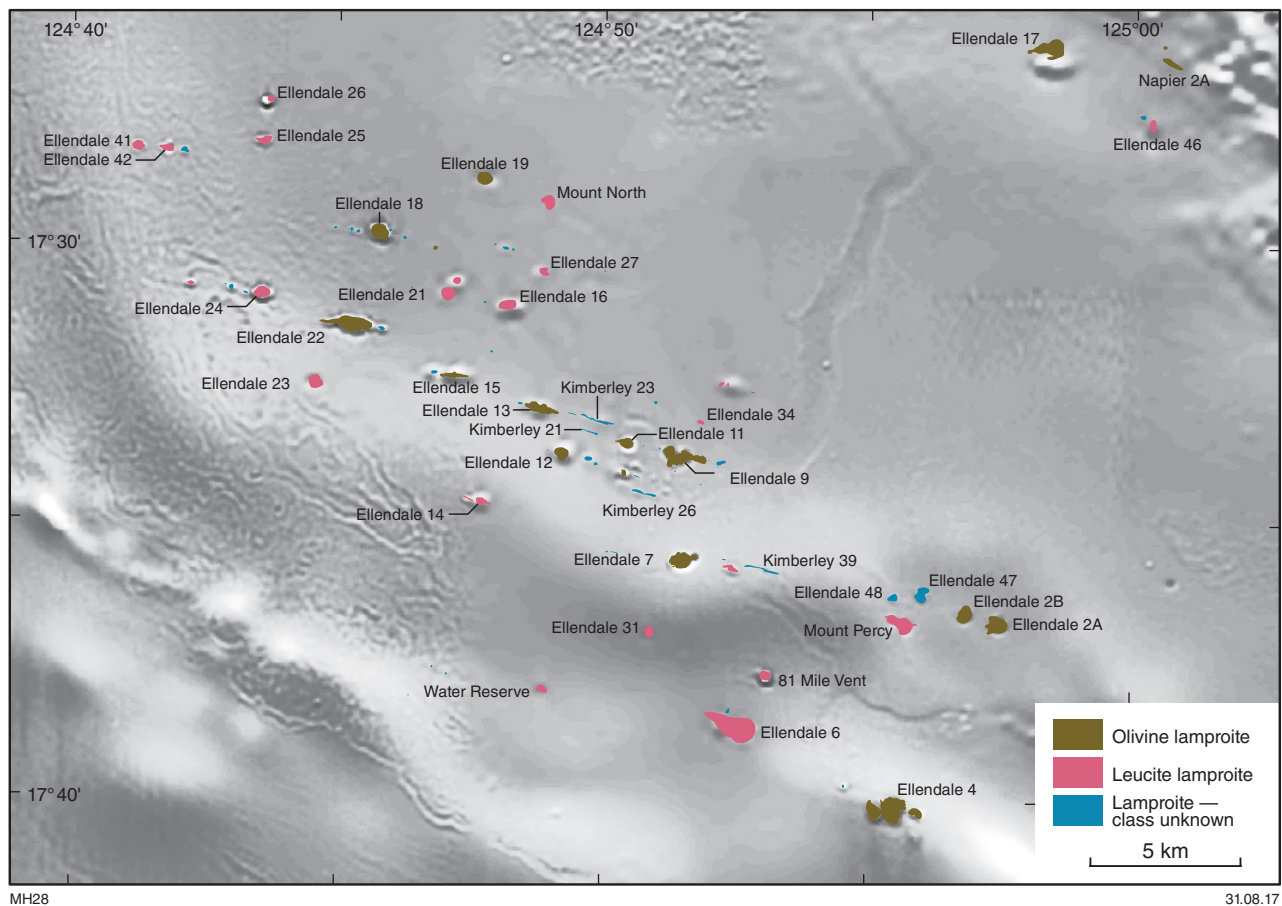 124°40'
124°50'
125°00'
Ellendale 17
Napier 2A
Ellendale 26
Ellendale 25
Ellendale 41
Ellendale 42
Ellendale 46
Ellendale 19
Mount North
Ellendale 18
17°30'
Ellendale 27
Ellendale 21
Ellendale 16
Ellendale 24
Ellendale 22
Ellendale 23
Ellendale 15
Kimberley 23
Ellendale 13
Ellendale 34
Kimberley 21
Ellendale 11
Ellendale 12
Ellendale 9
Kimberley 26
Ellendale 14
Ellendale 7
Kimberley 39
Ellendale 47
Ellendale 48
Ellendale 2B
Ellendale 2A
Ellendale 31
Mount Percy
81 Mile Vent
Water Reserve
Ellendale 6
Ellendale 4
17°40'
Olivine lamproite
Leucite lamproite
Lamproite —
class unknown
5 km
MH28
31.08.17